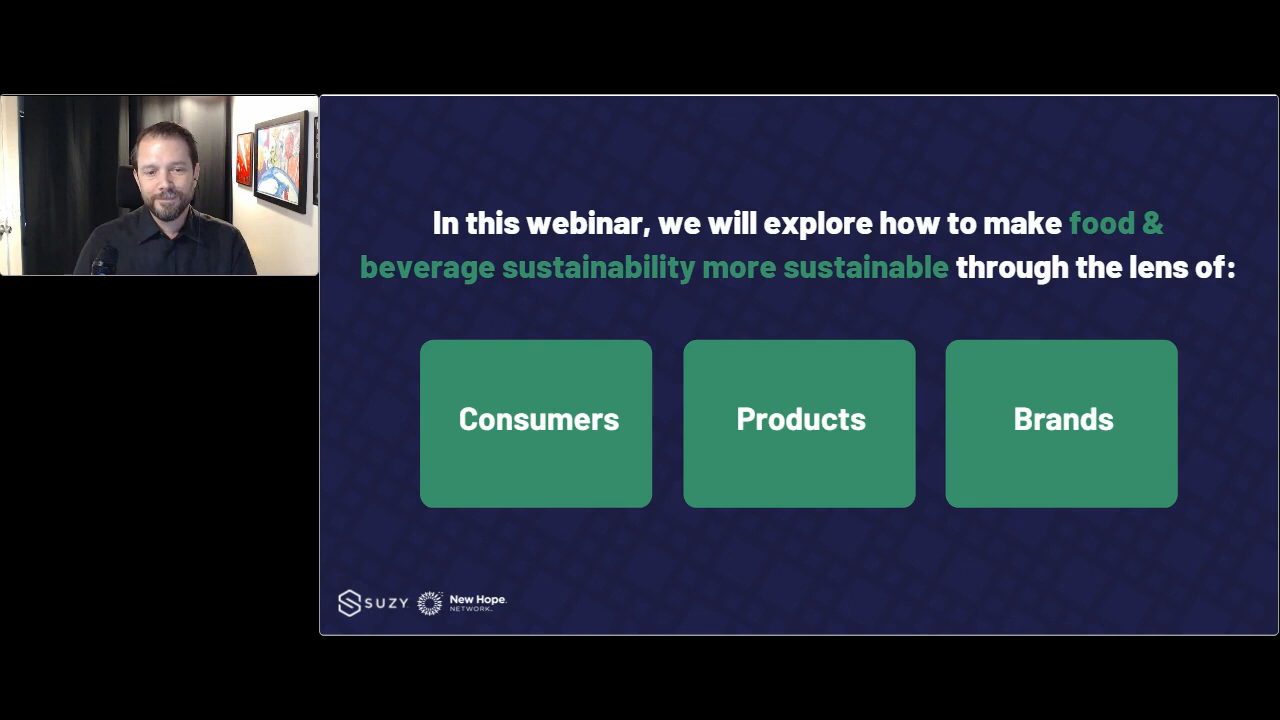 In this webinar, we will explore how to make food &
beverage sustainability more sustainable through the lens of:
Consumers
Products
Brands
SUZY
New Hope
NETWORK